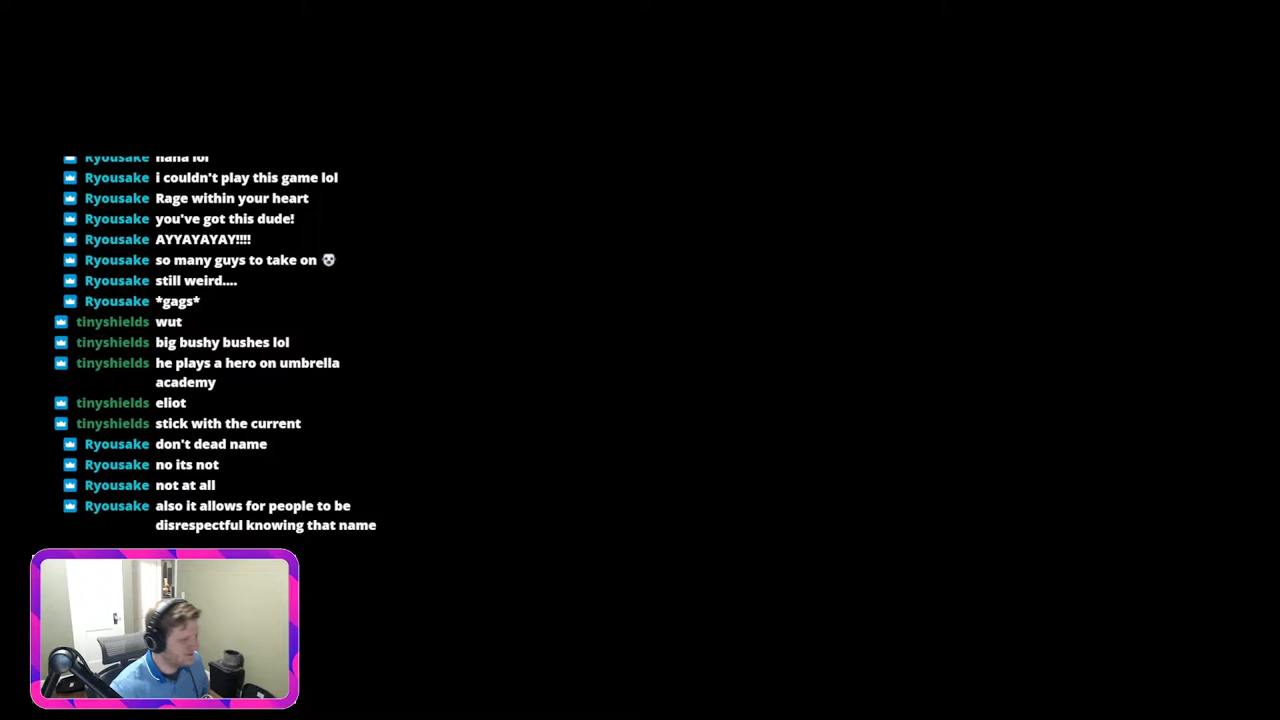 Ryousake haha lol
Ryousake i couldn't play this game lol
Ryousake Rage within your heart
Ryousake you've got this dude!
Ryousake AYYAYAYAY!!!!
Ryousake so many guys to take on 💀
Ryousake still weird....
Ryousake *gags*
tinyshields wut
tinyshields big bushy bushes lol
tinyshields he plays a hero on umbrella
academy
tinyshields eliot
tinyshields stick with the current
Ryousake don't dead name
Ryousake no its not
Ryousake not at all
Ryousake also it allows for people to be
disrespectful knowing that name